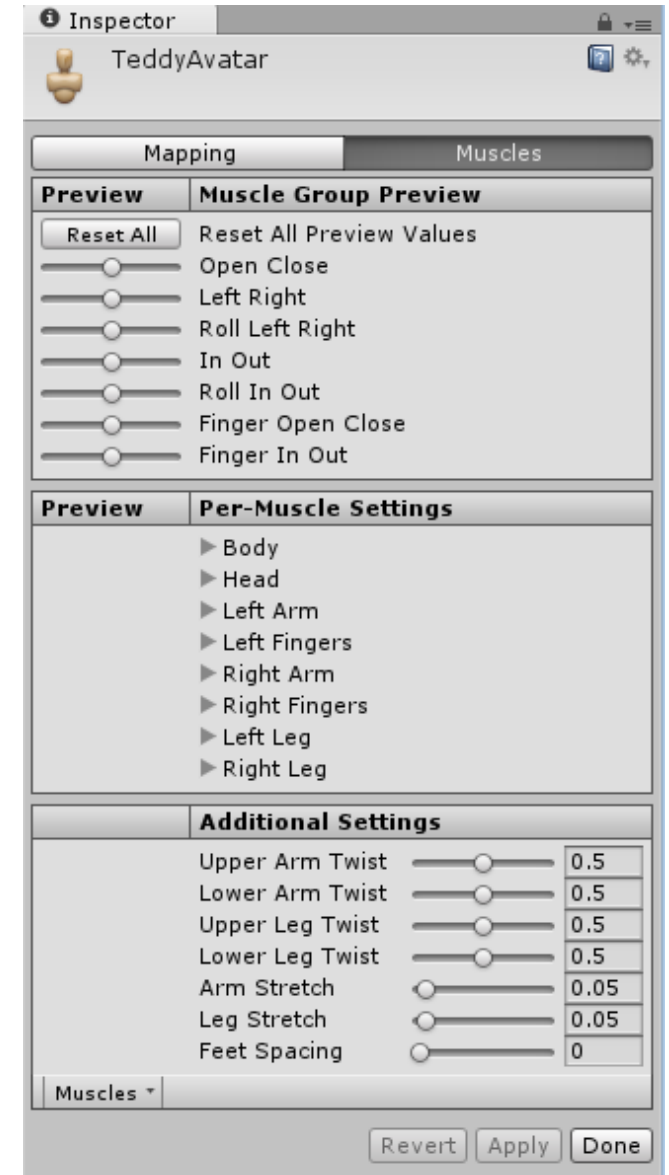 Inspector
TeddyAvatar
Mapping Muscles
Preview Muscle Group Preview
Reset All Reset All Preview Values
Open Close
Left Right
Roll Left Right
In Out
Roll In Out
Finger Open Close
Finger In Out
Preview Per-Muscle Settings
Body
Head
Left Arm
Left Fingers
Right Arm
Right Fingers
Left Leg
Right Leg
Additional Settings
Upper Arm Twist 0.5
Lower Arm Twist 0.5
Upper Leg Twist 0.5
Lower Leg Twist 0.5
Arm Stretch 0.05
Leg Stretch 0.05
Feet Spacing 0
Muscles
Revert Apply Done